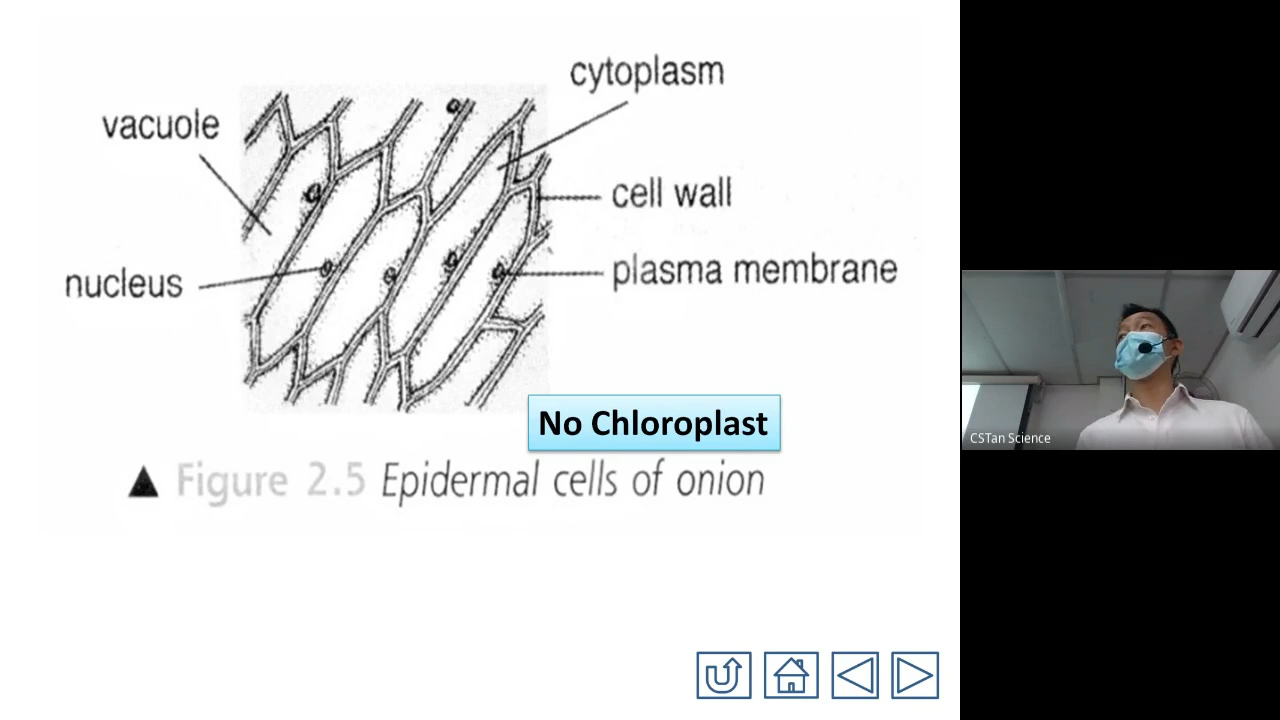 cytoplasm
vacuole
cell wall
nucleus
plasma membrane
No Chloroplast
▲ Figure 2.5 Epidermal cells of onion
CSTan Science